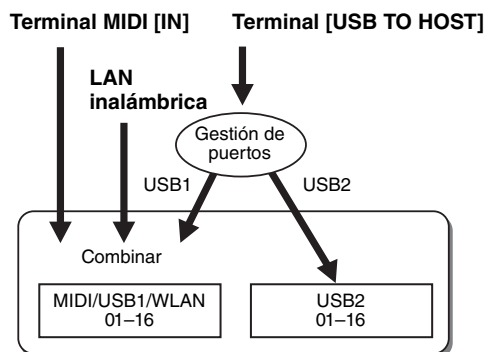 Terminal MIDI [IN]
Terminal [USB TO HOST]
LAN
inalámbrica
Gestión de
puertos
USB1
USB2
Combinar
MIDI/USB1/WLAN
01–16
USB2
01–16